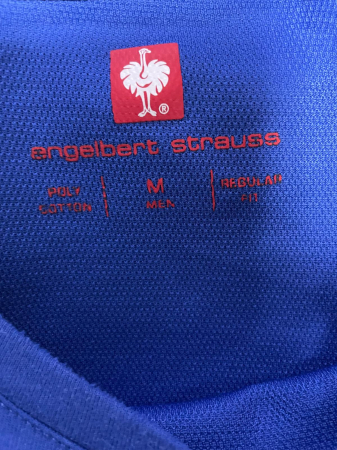 ®
engelbert strauss
POLY COTTON | M MEN | REGULAR FIT